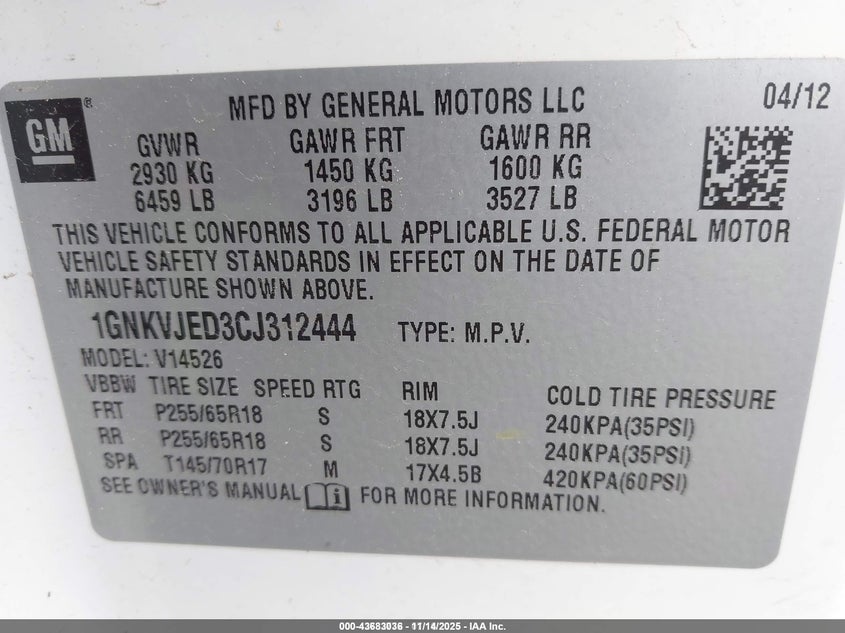 GM ®
MFD BY GENERAL MOTORS LLC 04/12
GVWR GAWR FRT GAWR RR
2930 KG 1450 KG 1600 KG
6459 LB 3196 LB 3527 LB
THIS VEHICLE CONFORMS TO ALL APPLICABLE U.S. FEDERAL MOTOR
VEHICLE SAFETY STANDARDS IN EFFECT ON THE DATE OF
MANUFACTURE SHOWN ABOVE.
1GNKVJED3CJ312444 TYPE: M.P.V.
MODEL: V14526
VBBW TIRE SIZE SPEED RTG RIM COLD TIRE PRESSURE
FRT P255/65R18 S 18X7.5J 240KPA(35PSI)
RR P255/65R18 S 18X7.5J 240KPA(35PSI)
SPA T145/70R17 M 17X4.5B 420KPA(60PSI)
SEE OWNER'S MANUAL i FOR MORE INFORMATION.
000-43683036 - 11/14/2025 - IAA Inc.